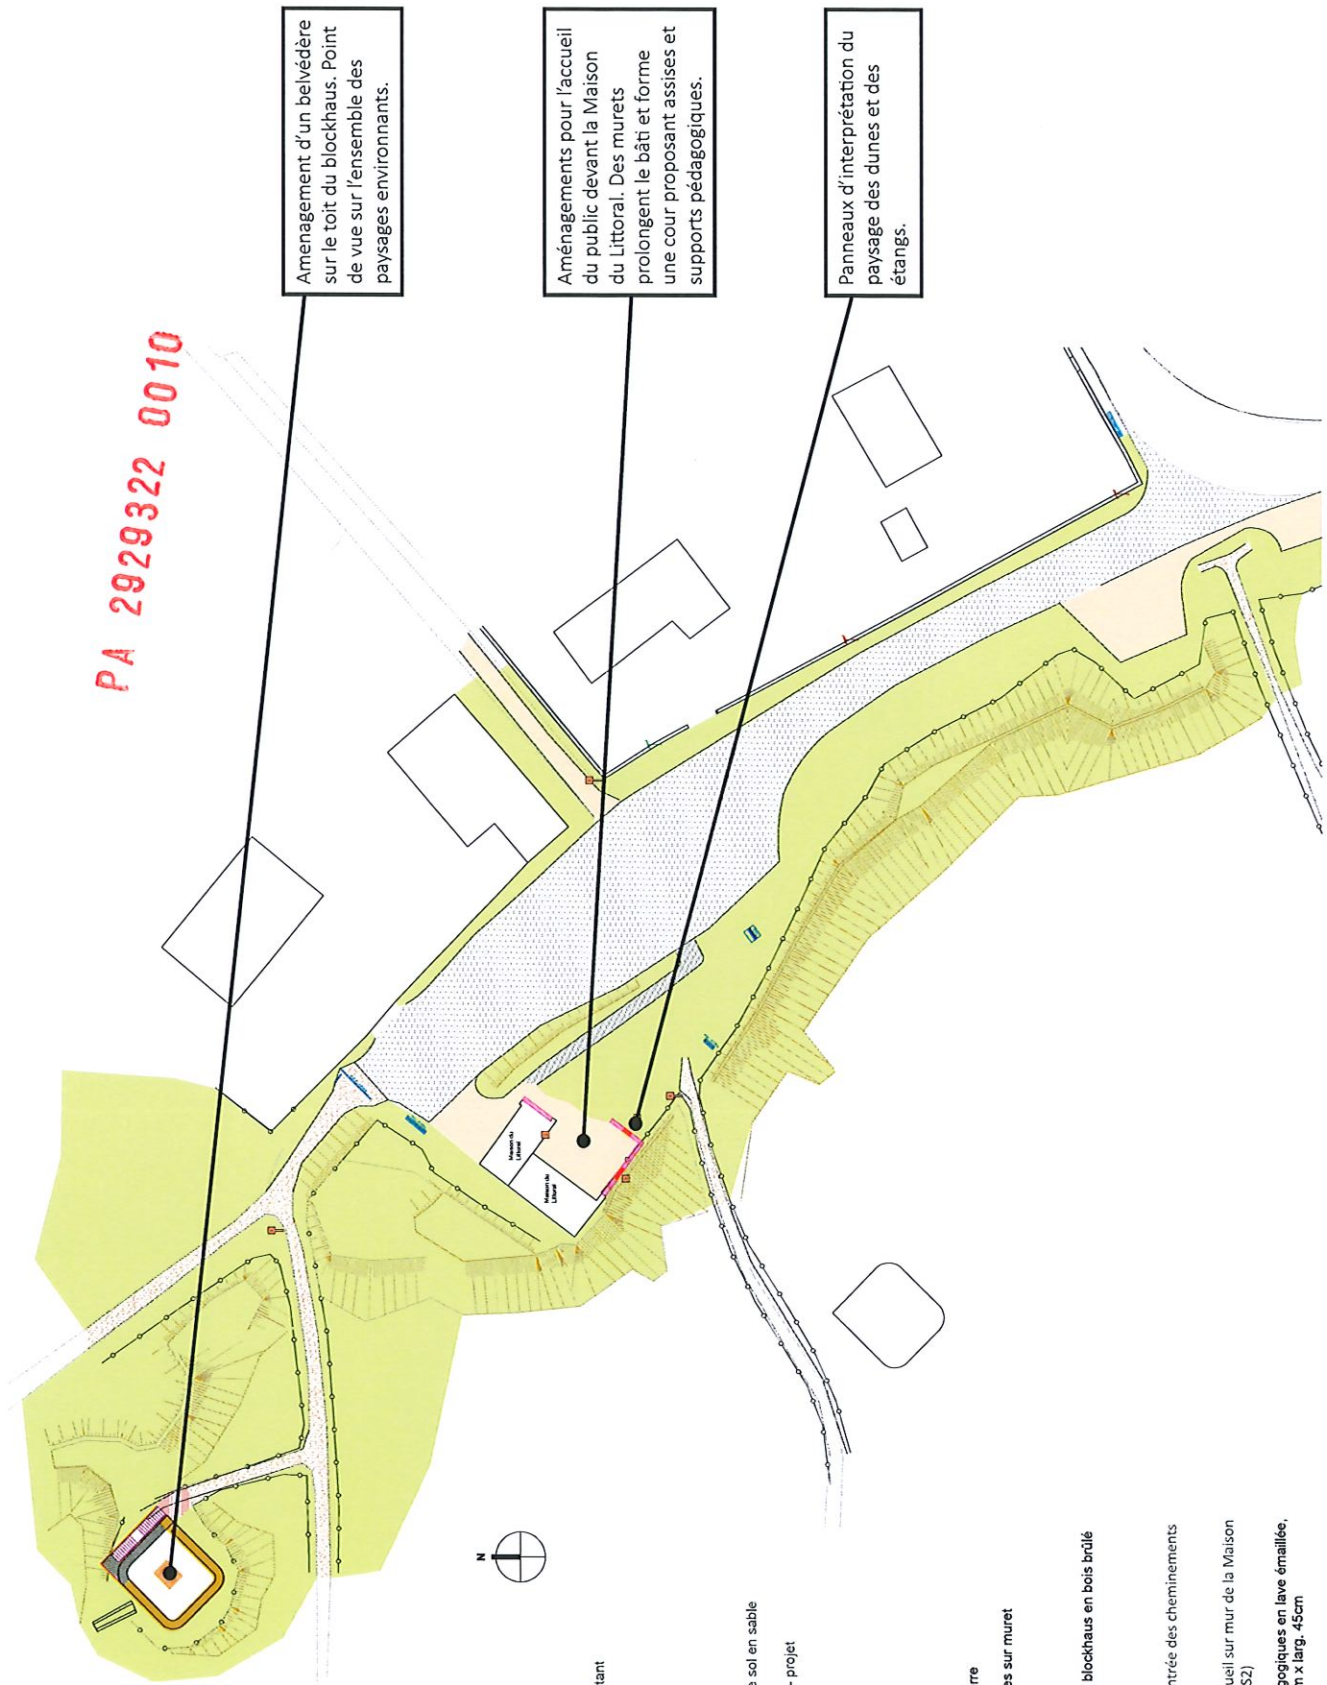 PA 2929322 0010
Amenagement d'un belvédère
sur le toit du blockhaus. Point
de vue sur l'ensemble des
paysages environnants.
Aménagements pour l'accueil
du public devant la Maison
du Littoral. Des murets
prolongent le bâti et forme
une cour proposant assises et
supports pédagogiques.
Panneaux d'interprétation du
paysage des dunes et des
étangs.
Maison du
Littoral
Maison du
Littoral
N
tant
e sol en sable
- projet
rre
es sur muret
blockhaus en bois brûlé
ntrée des cheminements
ueil sur mur de la Maison
S2)
gogiques en lave émaillée,
m x larg. 45cm